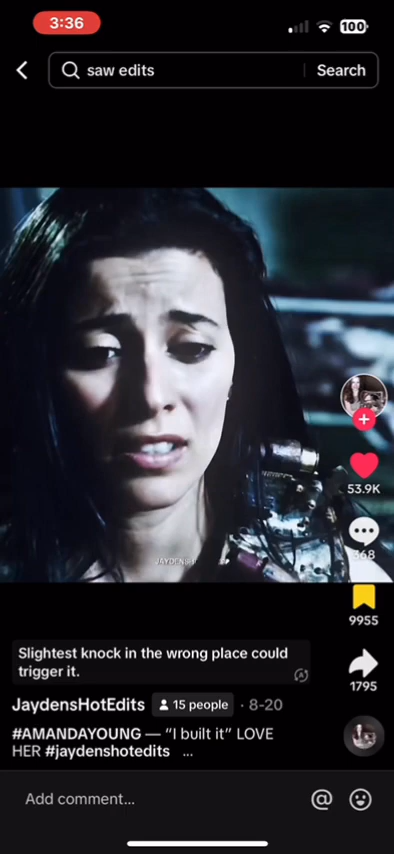 3:36
100
saw edits
Search
53.9K
368
9955
Slightest knock in the wrong place could
trigger it.
1795
JaydensHotEdits
15 people
· 8-20
#AMANDAYOUNG — “I built it” LOVE
HER #jaydenshotedits ...
Add comment...
@